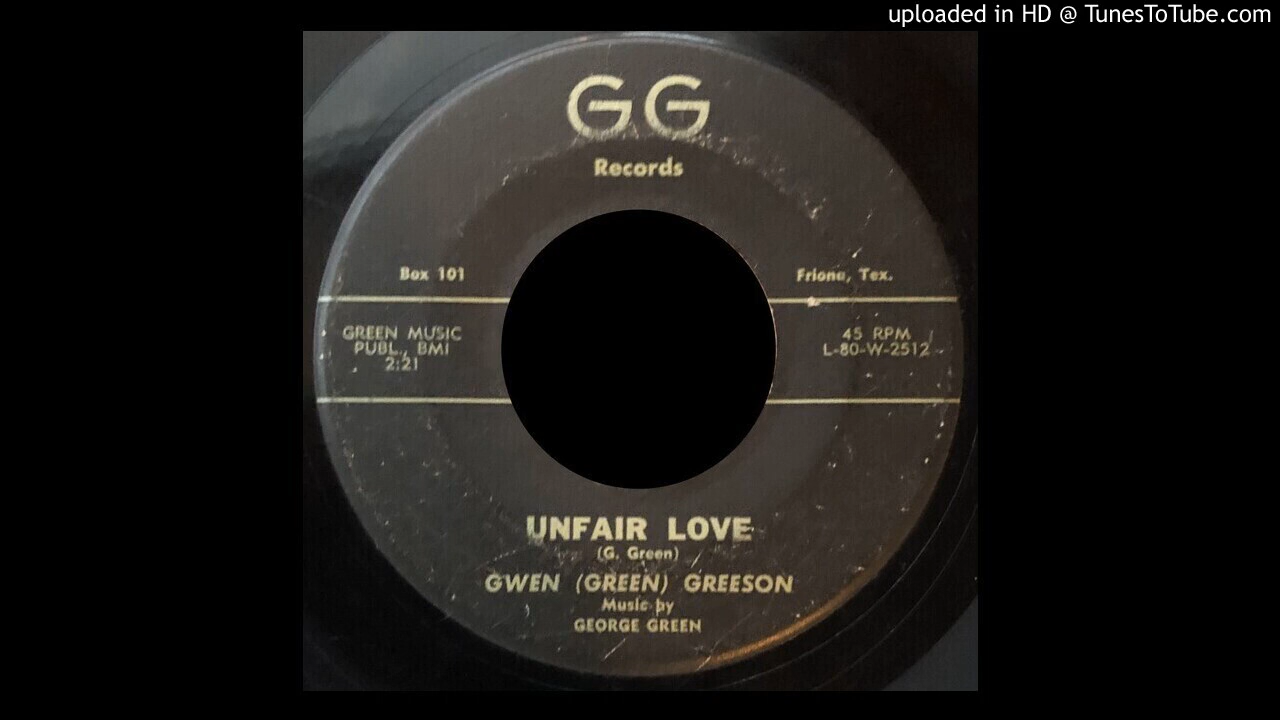 uploaded in HD @ TunesToTube.com
GG
Records
Box 101
Friona, Tex.
GREEN MUSIC
PUBL., BMI
2:21
45 RPM
L-80-W-2512
UNFAIR LOVE
(G. Green)
GWEN (GREEN) GREESON
Music by
GEORGE GREEN